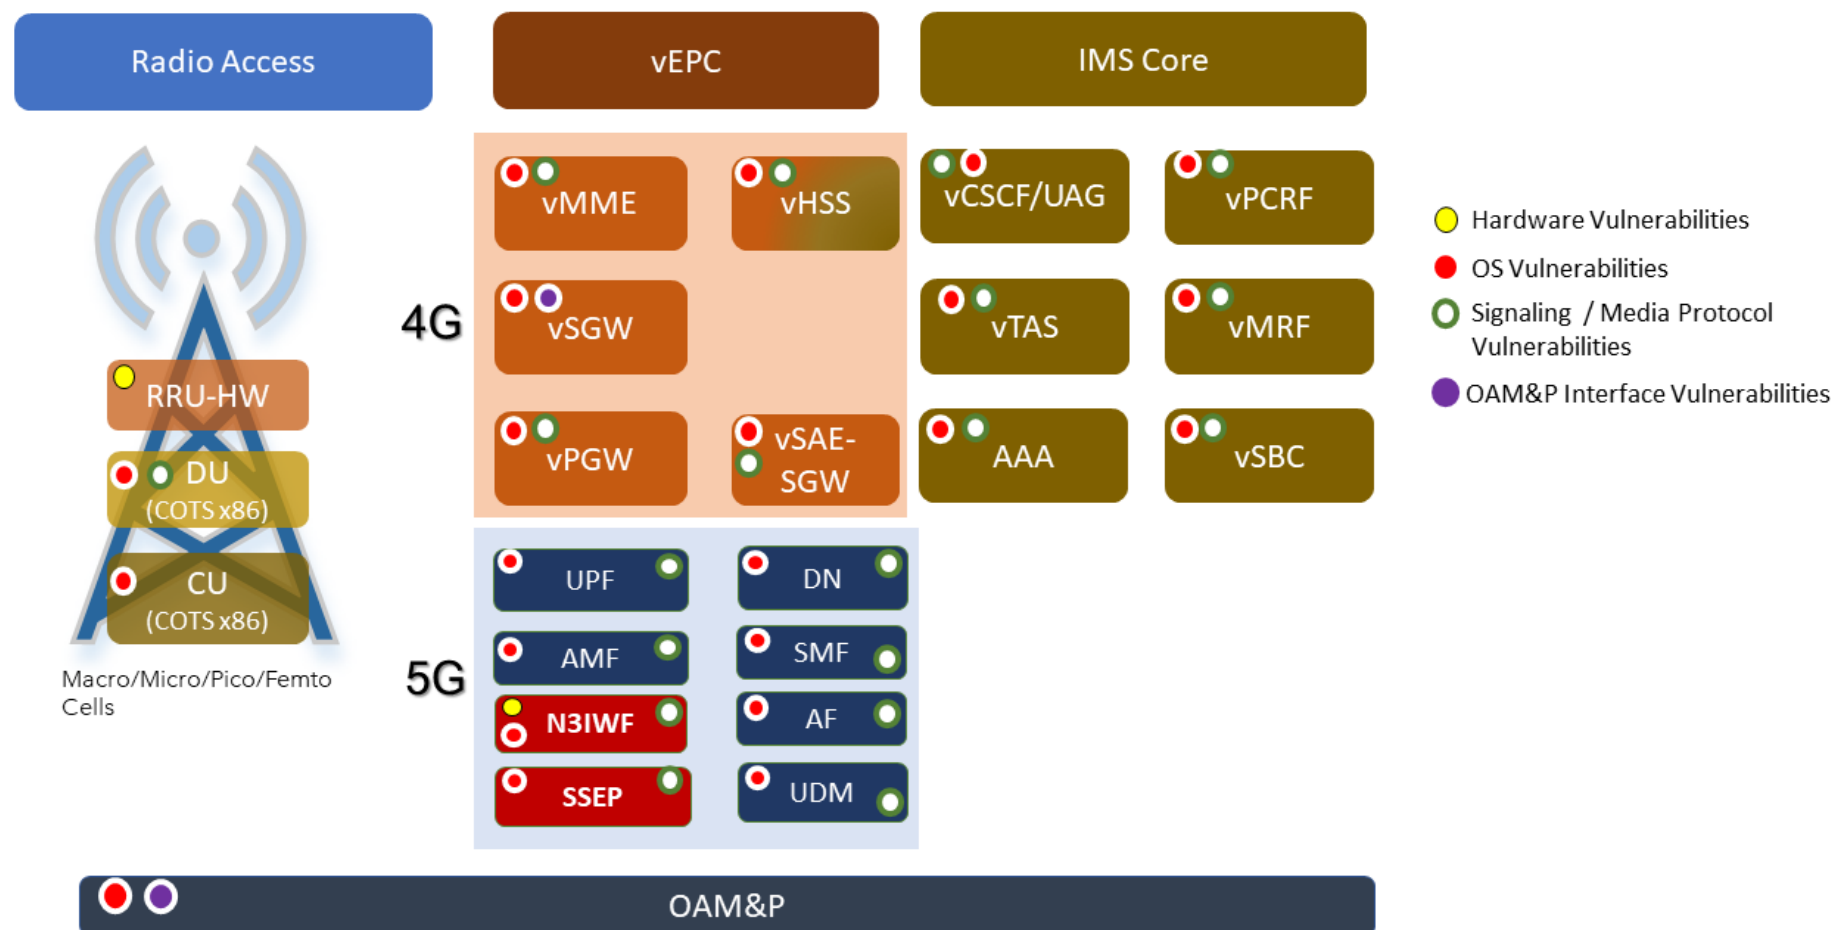 Radio Access
vEPC
IMS Core
vMME
vHSS
vCSCF/UAG
vPCRF
Hardware Vulnerabilities
OS Vulnerabilities
Signaling / Media Protocol
Vulnerabilities
OAM&P Interface Vulnerabilities
4G
vSGW
vTAS
vMRF
RRU-HW
vPGW
vSAE-
SGW
AAA
vSBC
DU
(COTS x86)
CU
(COTS x86)
Macro/Micro/Pico/Femto
Cells
5G
UPF
DN
AMF
SMF
N3IWF
AF
SSEP
UDM
OAM&P